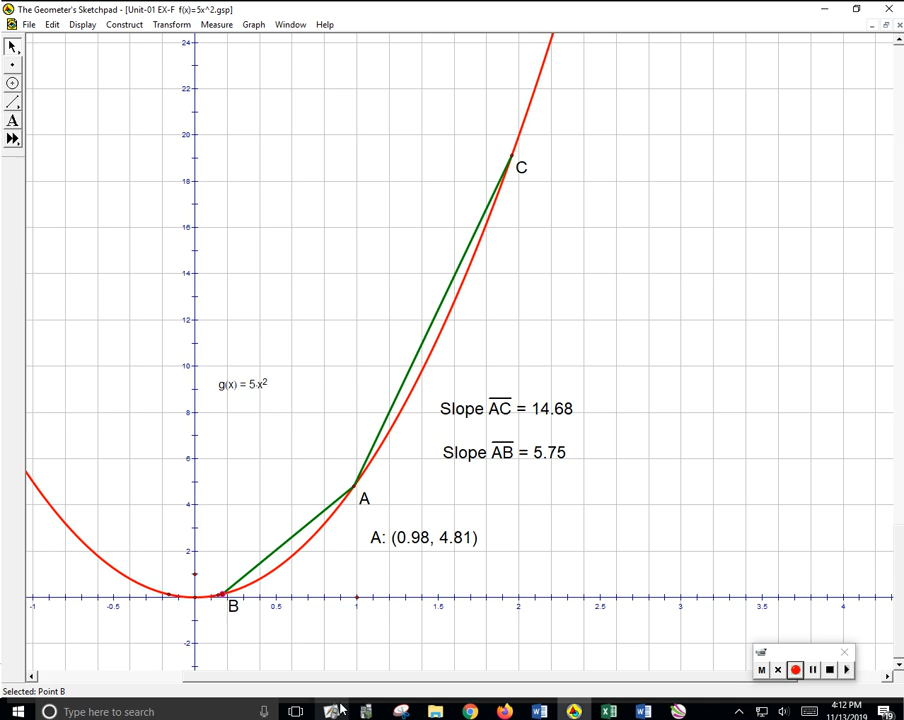 The Geometer's Sketchpad - [Unit-01 EX-F f(x)=5x^2.gsp]
File Edit Display Construct Transform Measure Graph Window Help
A
24
22
20
18
16
14
12
10
8
6
4
2
-2
C
g(x) = 5·x²
Slope AC = 14.68
Slope AB = 5.75
A
A: (0.98, 4.81)
B
-1 -0.5 0.5 1 1.5 2 2.5 3 3.5 4
M
Selected: Point B
Type here to search
4:12 PM
11/13/2019
19